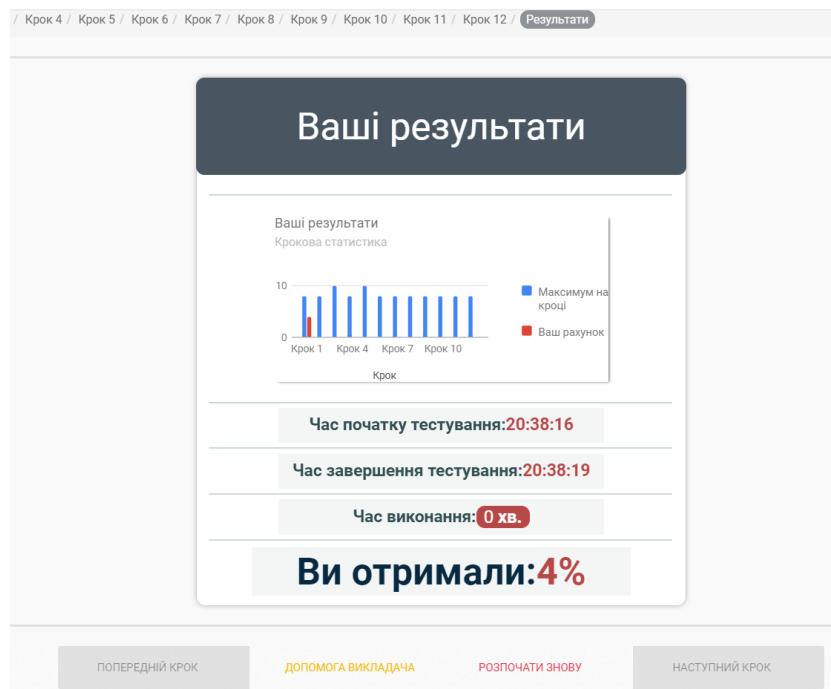 / Крок 4 / Крок 5 / Крок 6 / Крок 7 / Крок 8 / Крок 9 / Крок 10 / Крок 11 / Крок 12 / Результати
Ваші результати
Ваші результати
Крокова статистика
10
0
Крок 1 Крок 4 Крок 7 Крок 10
Крок
Максимум на
кроці
Ваш рахунок
Час початку тестування:20:38:16
Час завершення тестування:20:38:19
Час виконання: 0 хв.
Ви отримали:4%
ПОПЕРЕДНІЙ КРОК ДОПОМОГА ВИКЛАДАЧА РОЗПОЧАТИ ЗНОВУ НАСТУПНИЙ КРОК